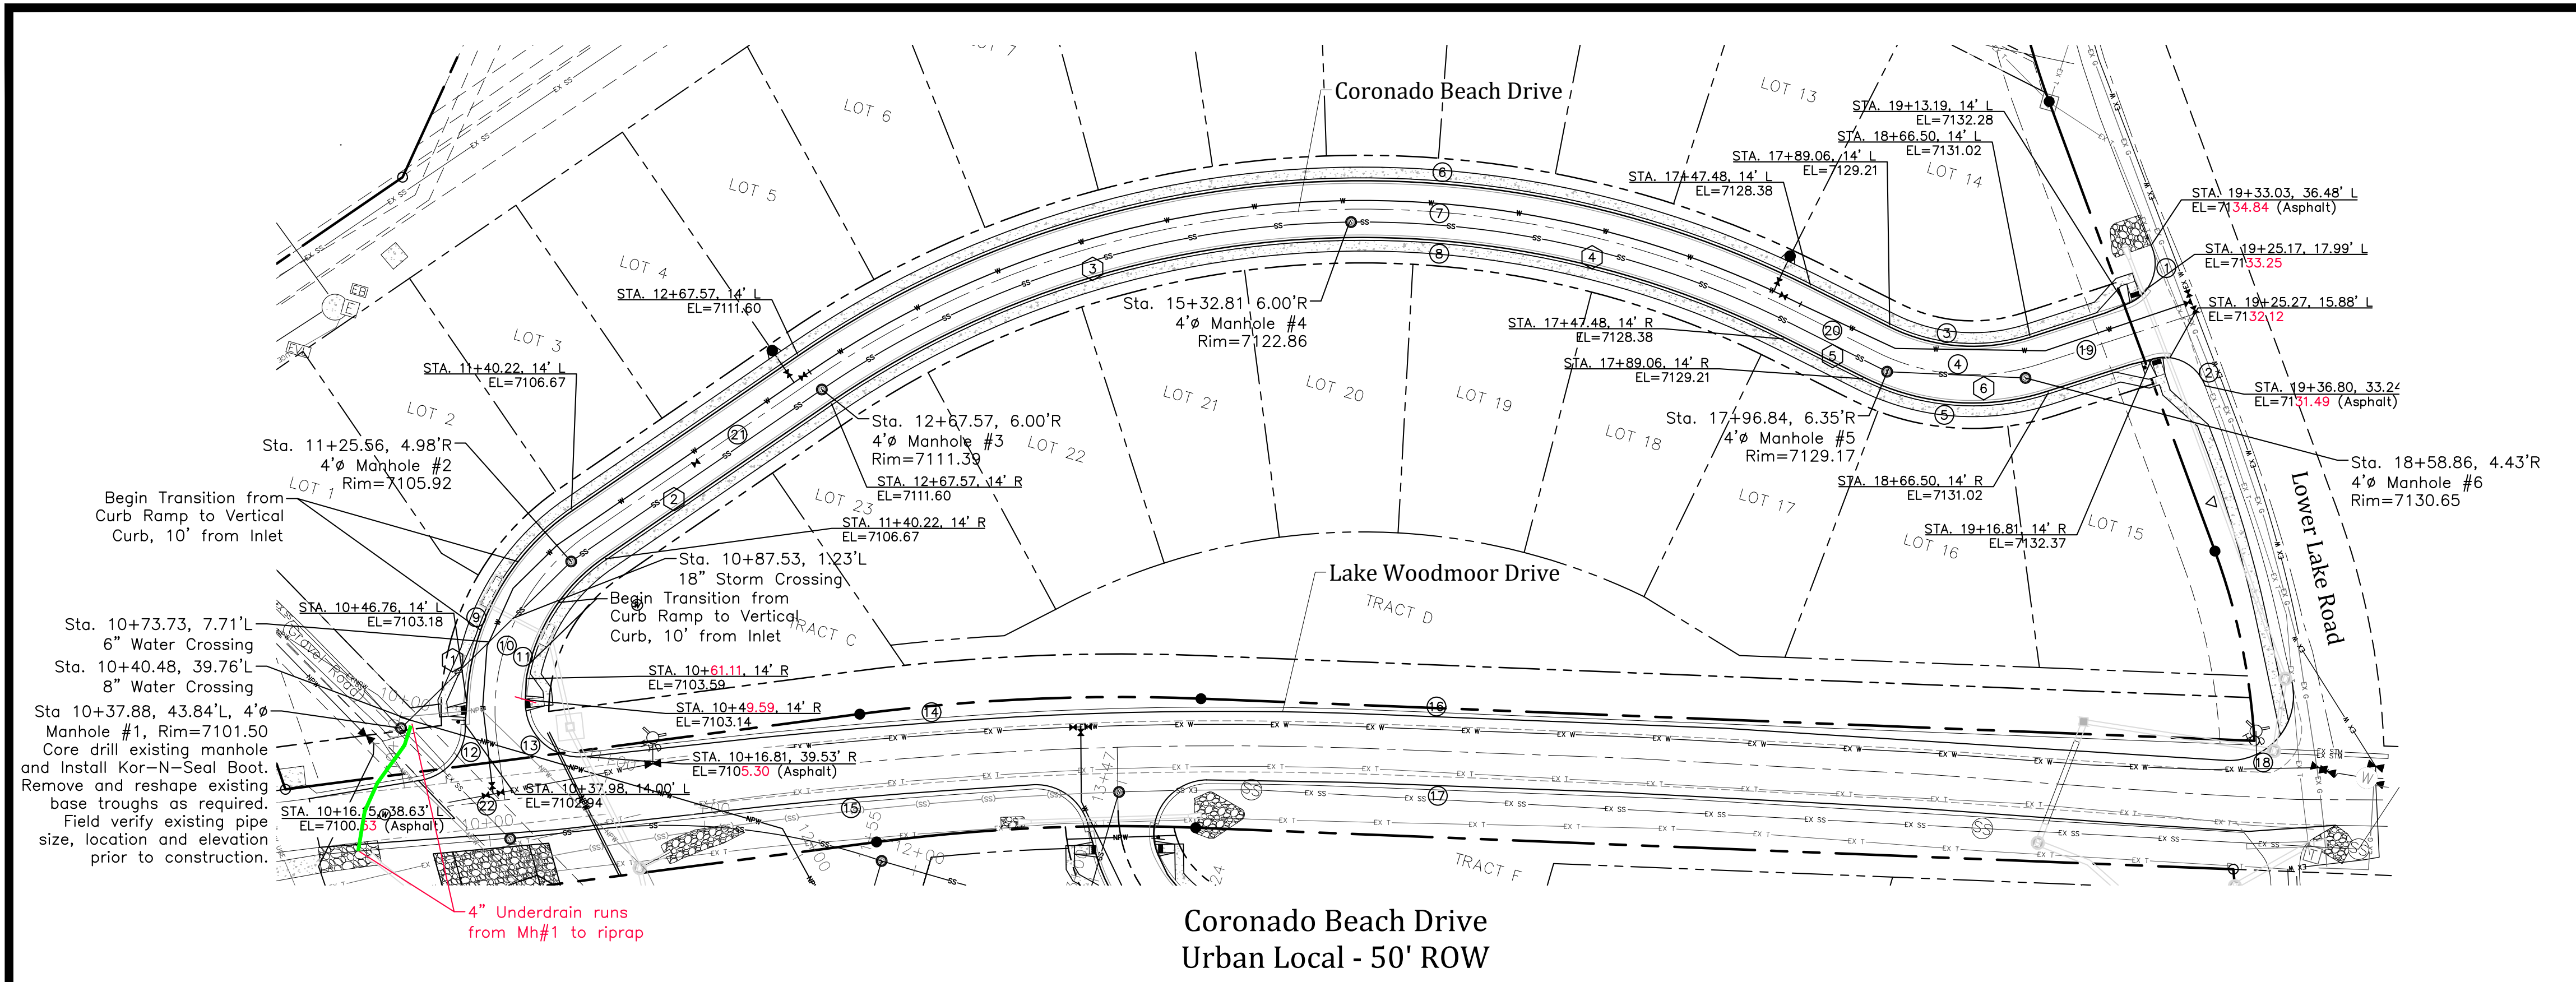 LOT 6
LOT 5
LOT 4
LOT 3
LOT 2
LOT 1
LOT 13
LOT 14
LOT 15
LOT 16
LOT 17
LOT 18
LOT 19
LOT 20
LOT 21
LOT 22
LOT 23
TRACT C
TRACT D
TRACT F
Coronado Beach Drive
Lake Woodmoor Drive
Lower Lake Road
Gravel Road
STA. 19+13.19, 14' L
EL=7132.28
STA. 18+66.50, 14' L
EL=7131.02
STA. 17+89.06, 14' L
EL=7129.21
STA. 17+47.48, 14' L
EL=7128.38
STA. 19+33.03, 36.48' L
EL=7134.84 (Asphalt)
STA. 19+25.17, 17.99' L
EL=7133.25
STA. 19+25.27, 15.88' L
EL=7132.12
STA. 19+36.80, 33.24
EL=7131.49 (Asphalt)
STA. 12+67.57, 14' L
EL=7111.60
Sta. 15+32.81 6.00'R
4'ø Manhole #4
Rim=7122.86
STA. 17+47.48, 14' R
EL=7128.38
STA. 17+89.06, 14' R
EL=7129.21
STA. 11+40.22, 14' L
EL=7106.67
Sta. 12+67.57, 6.00'R
4'ø Manhole #3
Rim=7111.39
STA. 12+67.57, 14' R
EL=7111.60
Sta. 17+96.84, 6.35'R
4'ø Manhole #5
Rim=7129.17
Sta. 11+25.56, 4.98'R
4'ø Manhole #2
Rim=7105.92
Sta. 18+58.86, 4.43'R
4'ø Manhole #6
Rim=7130.65
STA. 18+66.50, 14' R
EL=7131.02
STA. 19+16.81, 14' R
EL=7132.37
Begin Transition from
Curb Ramp to Vertical
Curb, 10' from Inlet
STA. 11+40.22, 14' R
EL=7106.67
Sta. 10+87.53, 1.23'L
18" Storm Crossing
Begin Transition from
Curb Ramp to Vertical
Curb, 10' from Inlet
STA. 10+46.76, 14' L
EL=7103.18
Sta. 10+73.73, 7.71'L
6" Water Crossing
Sta. 10+40.48, 39.76'L
8" Water Crossing
Sta 10+37.88, 43.84'L, 4'ø
Manhole #1, Rim=7101.50
Core drill existing manhole
and Install Kor-N-Seal Boot.
Remove and reshape existing
base troughs as required.
Field verify existing pipe
size, location and elevation
prior to construction.
STA. 10+61.11, 14' R
EL=7103.59
STA. 10+49.59, 14' R
EL=7103.14
STA. 10+16.81, 39.53' R
EL=7105.30 (Asphalt)
STA. 10+37.98, 14.00' L
EL=7102.94
38.63' L
(Asphalt)
10+00
10+00
12+00
12+00
13+47
4" Underdrain runs
from Mh#1 to riprap
Coronado Beach Drive
Urban Local - 50' ROW